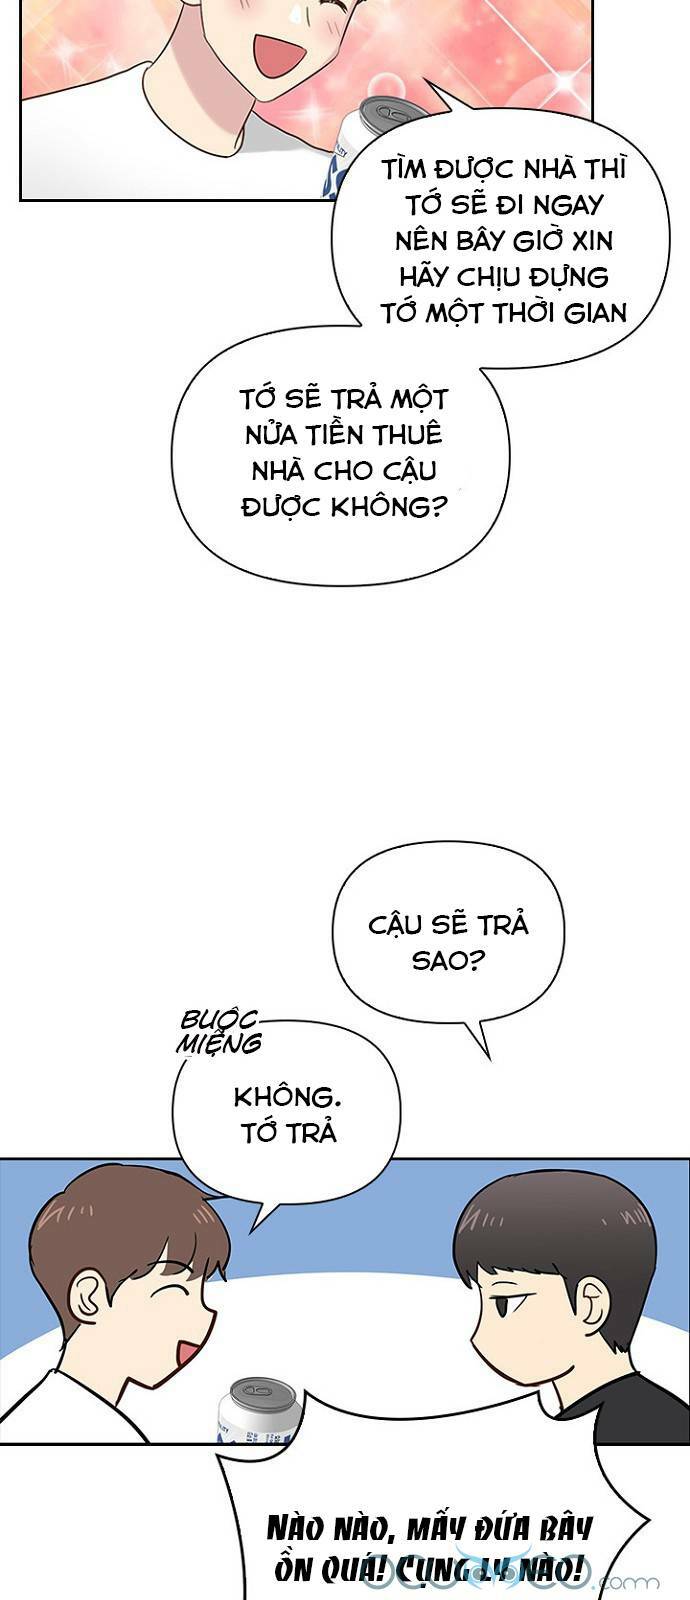 TÌM ĐƯỢC NHÀ THÌ
TỚ SẼ ĐI NGAY
NÊN BÂY GIỜ XIN
HÃY CHỊU ĐỰNG
TỚ MỘT THỜI GIAN
TỚ SẼ TRẢ MỘT
NỬA TIỀN THUÊ
NHÀ CHO CẬU
ĐƯỢC KHÔNG?
CẬU SẼ TRẢ
SAO?
BUỘC
MIỆNG
KHÔNG.
TỚ TRẢ
NÀO NÀO, MẤY ĐỨA BÂY
ỒN QUÁ! CỤNG LY NÀO!